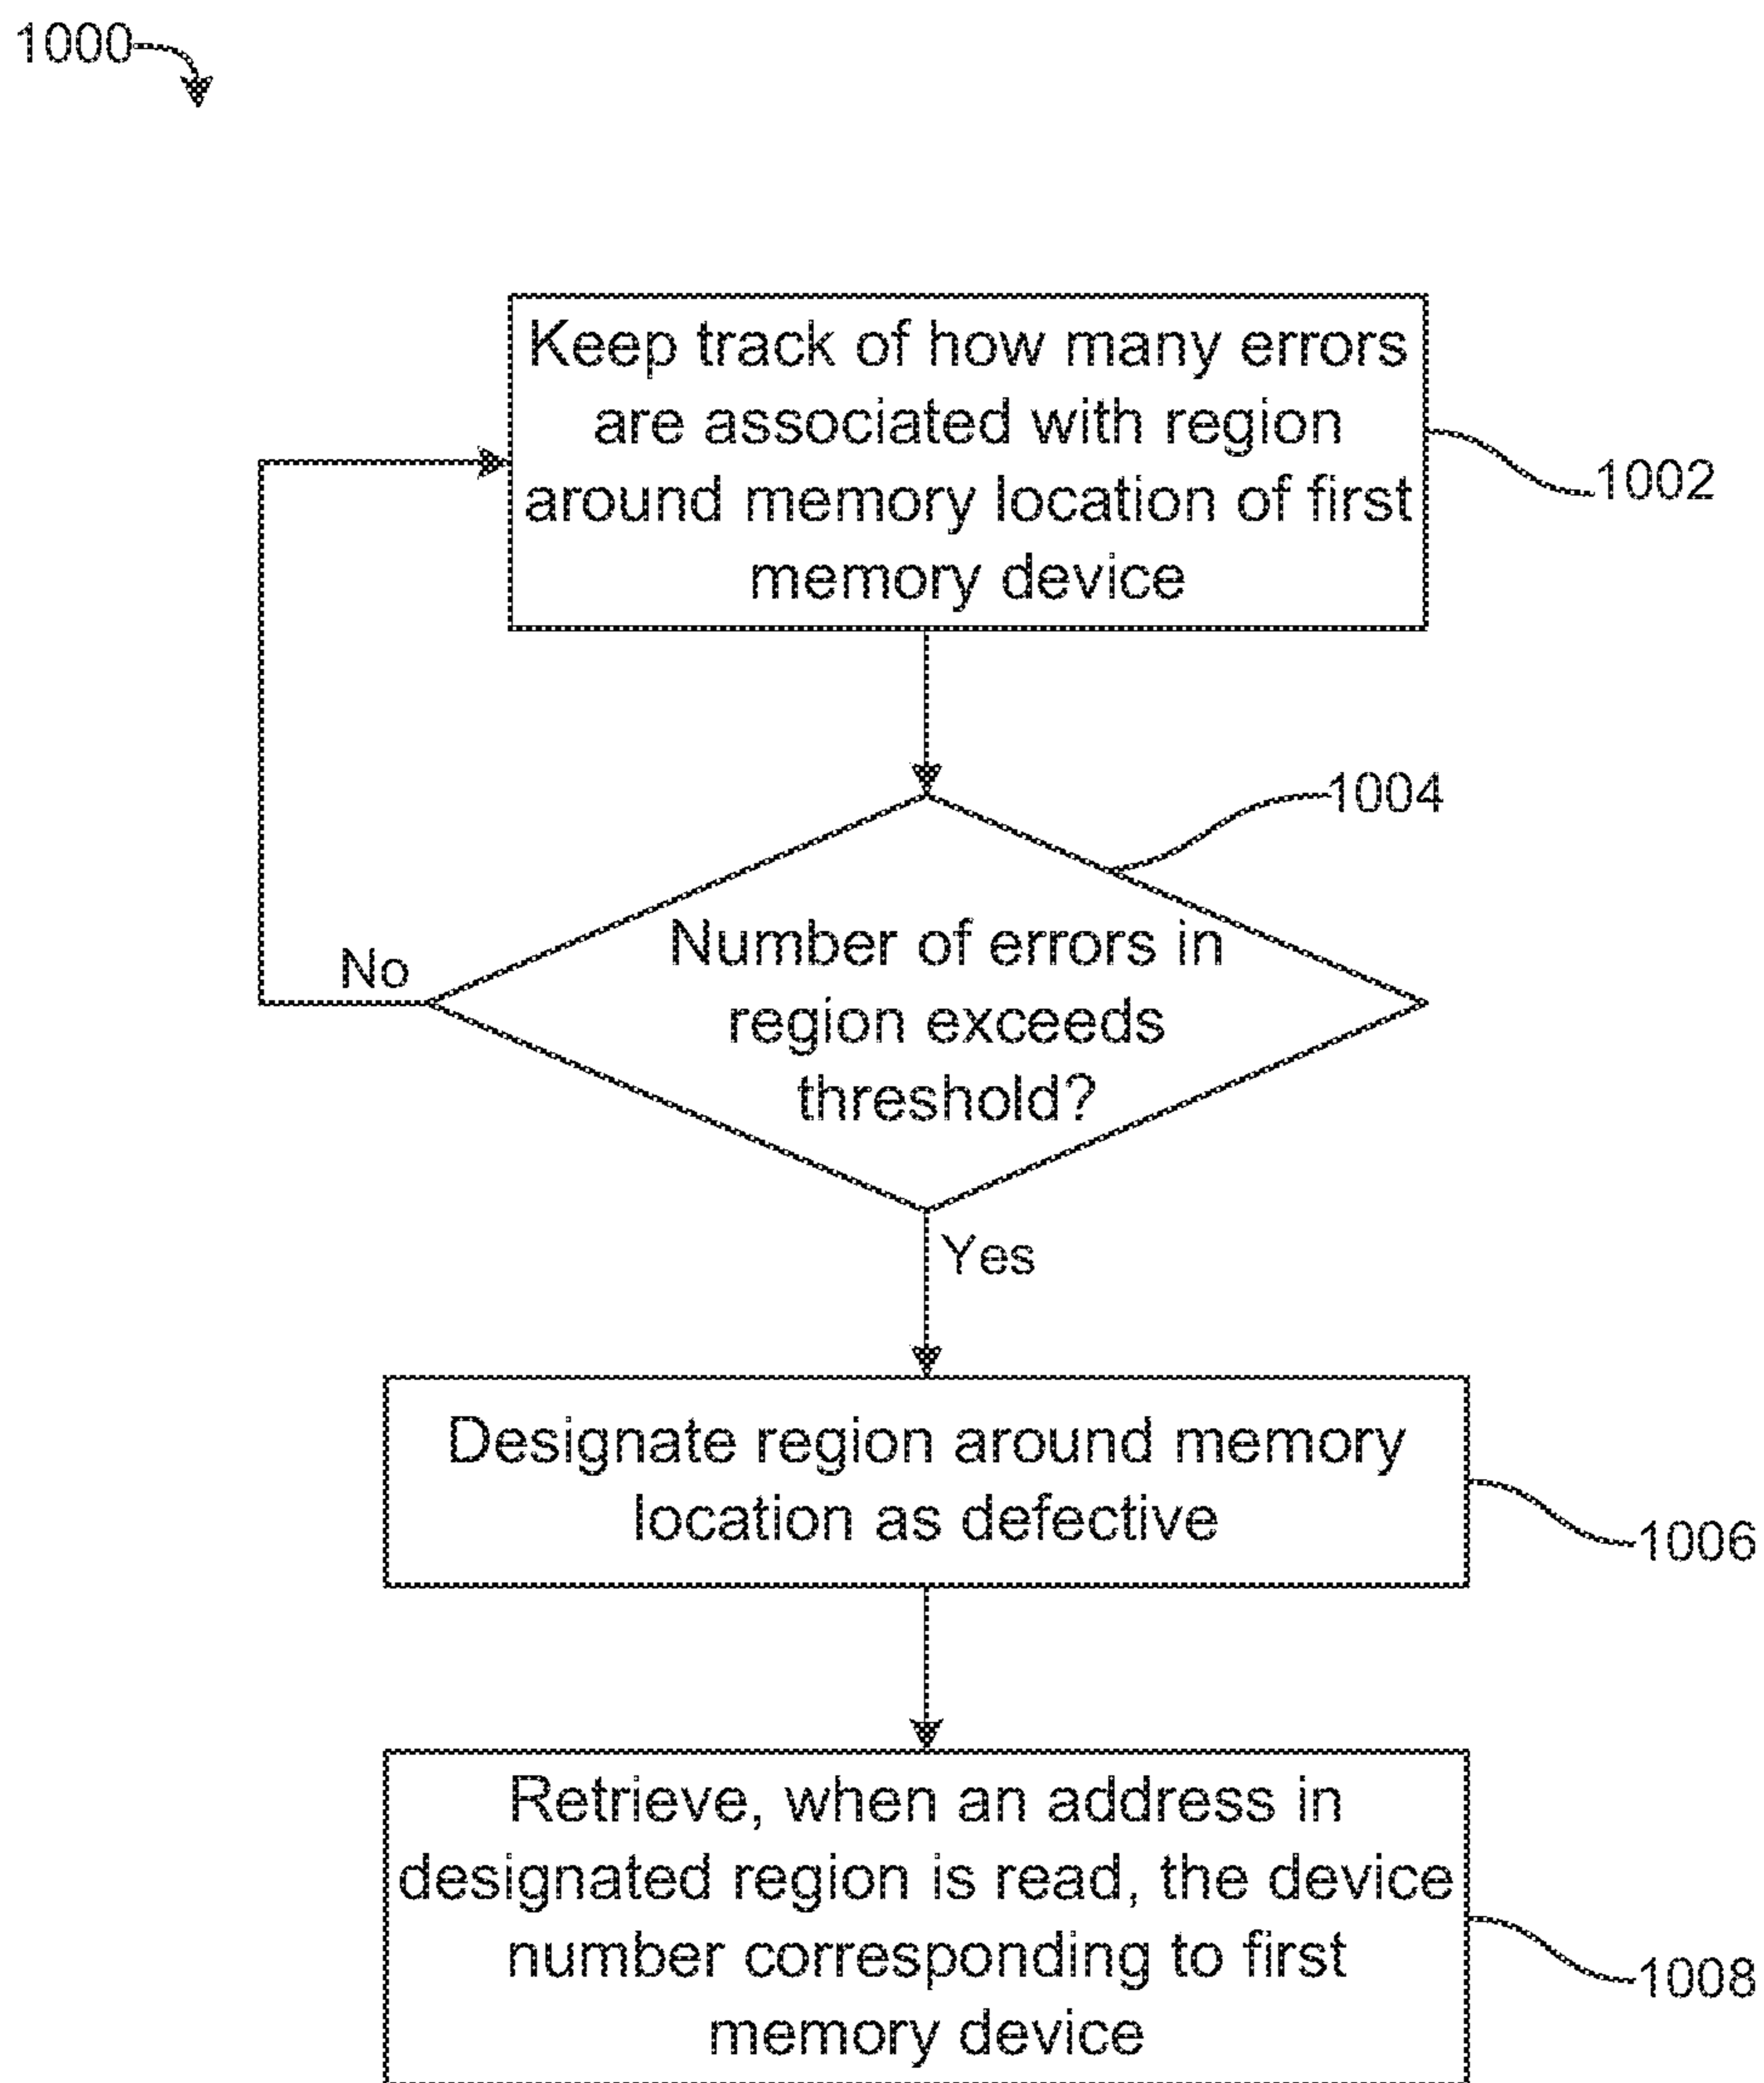 1000
Keep track of how many errors
are associated with region
around memory location of first
memory device
1002
1004
Number of errors in
region exceeds
threshold?
No
Yes
Designate region around memory
location as defective
1006
Retrieve, when an address in
designated region is read, the device
number corresponding to first
memory device
1008